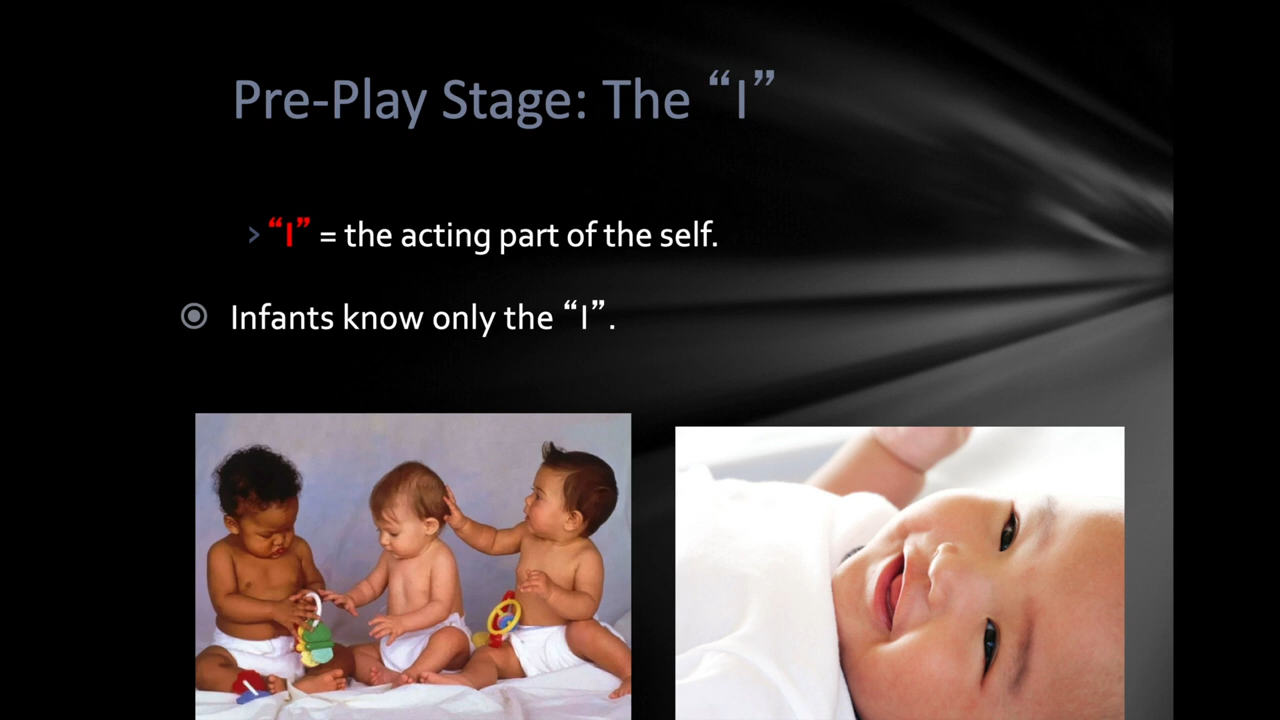 Pre-Play Stage: The “I”
“I” = the acting part of the self.
Infants know only the “I”.